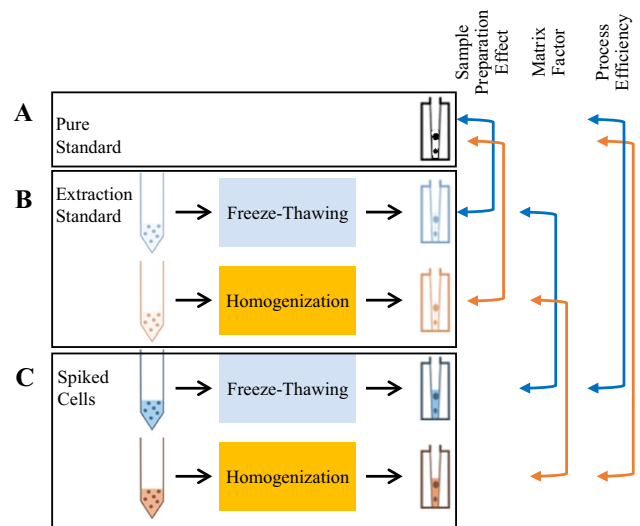 Sample
Preparation
Effect
Matrix
Factor
Process
Efficiency
A
Pure
Standard
B
Extraction
Standard
Freeze-Thawing
Homogenization
C
Spiked
Cells
Freeze-Thawing
Homogenization